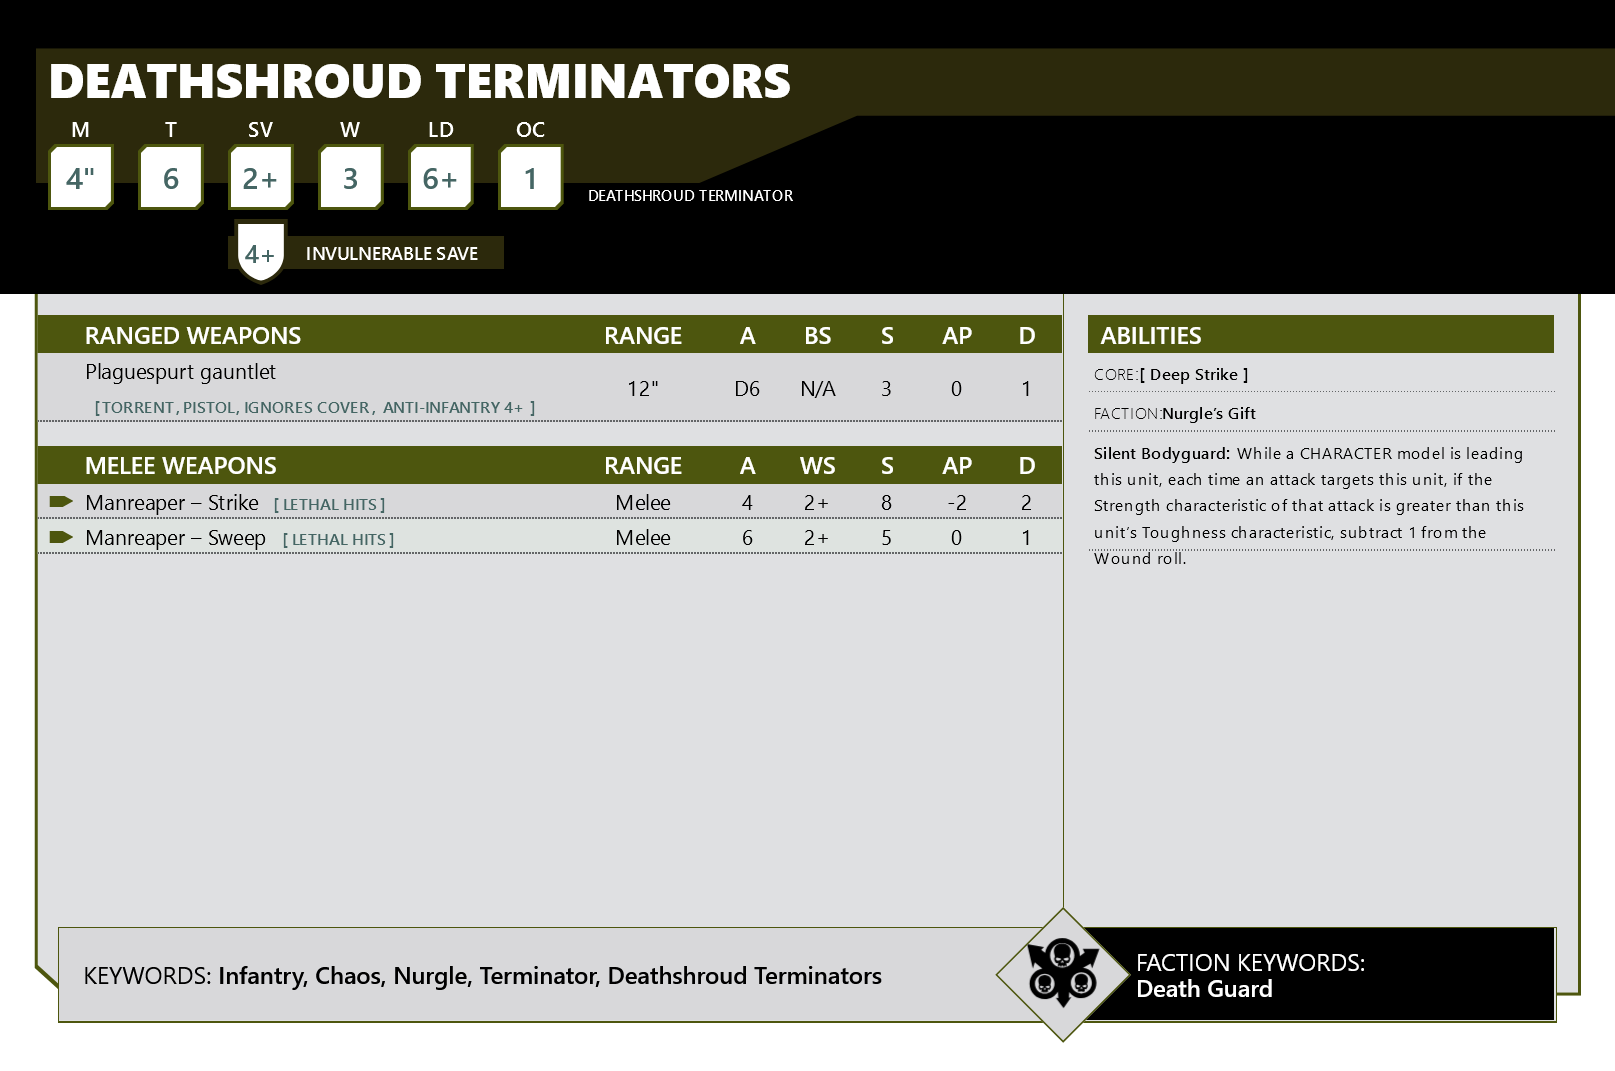 DEATHSHROUD TERMINATORS
M T SV W LD OC
4" 6 2+ 3 6+ 1
DEATHSHROUD TERMINATOR
4+ INVULNERABLE SAVE
RANGED WEAPONS RANGE A BS S AP D
Plaguespurt gauntlet 12" D6 N/A 3 0 1
[TORRENT, PISTOL, IGNORES COVER, ANTI-INFANTRY 4+ ]
MELEE WEAPONS RANGE A WS S AP D
Manreaper – Strike [ LETHAL HITS ] Melee 4 2+ 8 -2 2
Manreaper – Sweep [ LETHAL HITS ] Melee 6 2+ 5 0 1
ABILITIES
CORE:[ Deep Strike ]
FACTION:Nurgle’s Gift
Silent Bodyguard: While a CHARACTER model is leading
this unit, each time an attack targets this unit, if the
Strength characteristic of that attack is greater than this
unit’s Toughness characteristic, subtract 1 from the
Wound roll.
KEYWORDS: Infantry, Chaos, Nurgle, Terminator, Deathshroud Terminators
FACTION KEYWORDS:
Death Guard